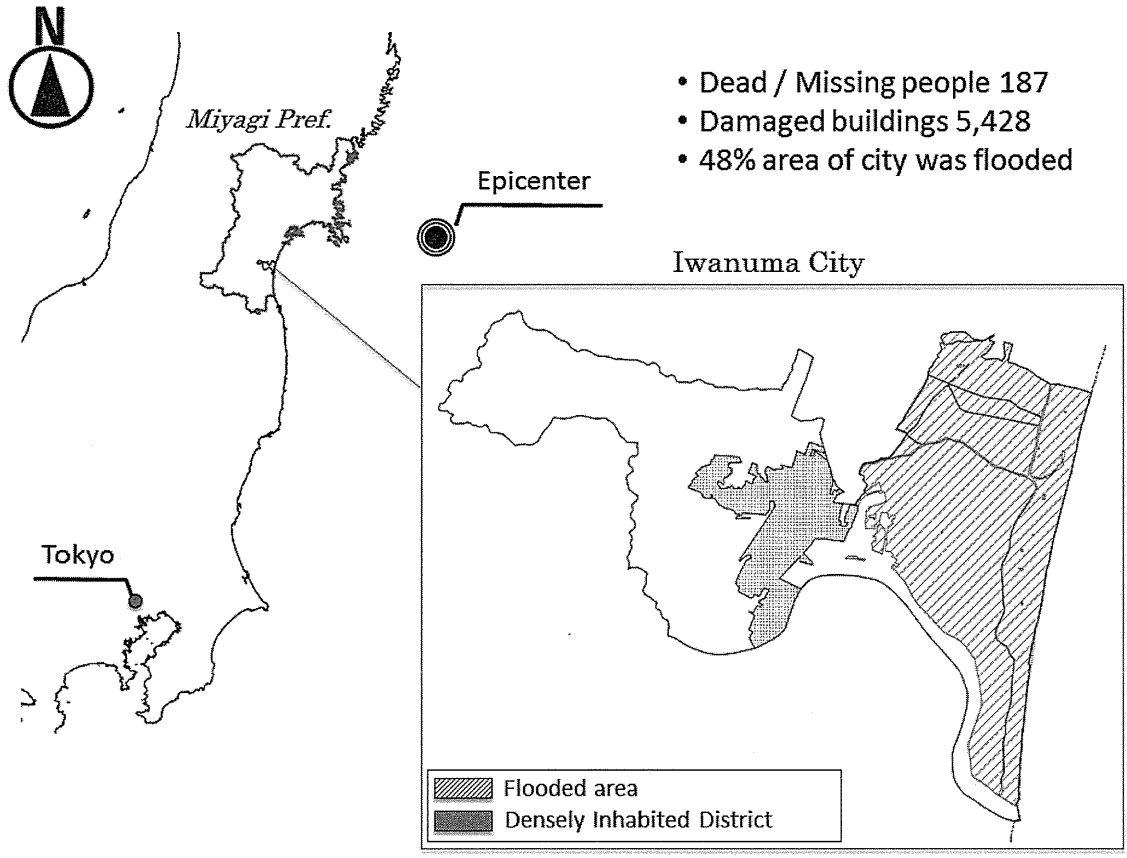 N
Miyagi Pref.
• Dead / Missing people 187
• Damaged buildings 5,428
• 48% area of city was flooded
Epicenter
Iwanuma City
Tokyo
Flooded area
Densely Inhabited District